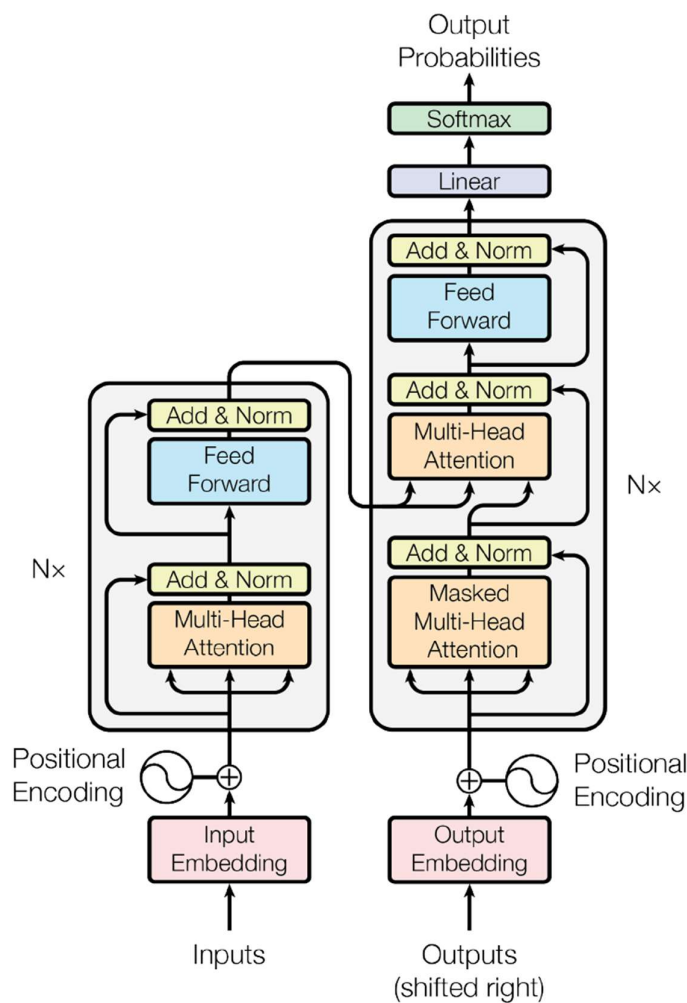 Output
Probabilities
Softmax
Linear
Add & Norm
Feed
Forward
Add & Norm
Multi-Head
Attention
Nx
Add & Norm
Masked
Multi-Head
Attention
Add & Norm
Feed
Forward
Nx
Add & Norm
Multi-Head
Attention
Positional
Encoding
Positional
Encoding
Input
Embedding
Output
Embedding
Inputs
Outputs
(shifted right)